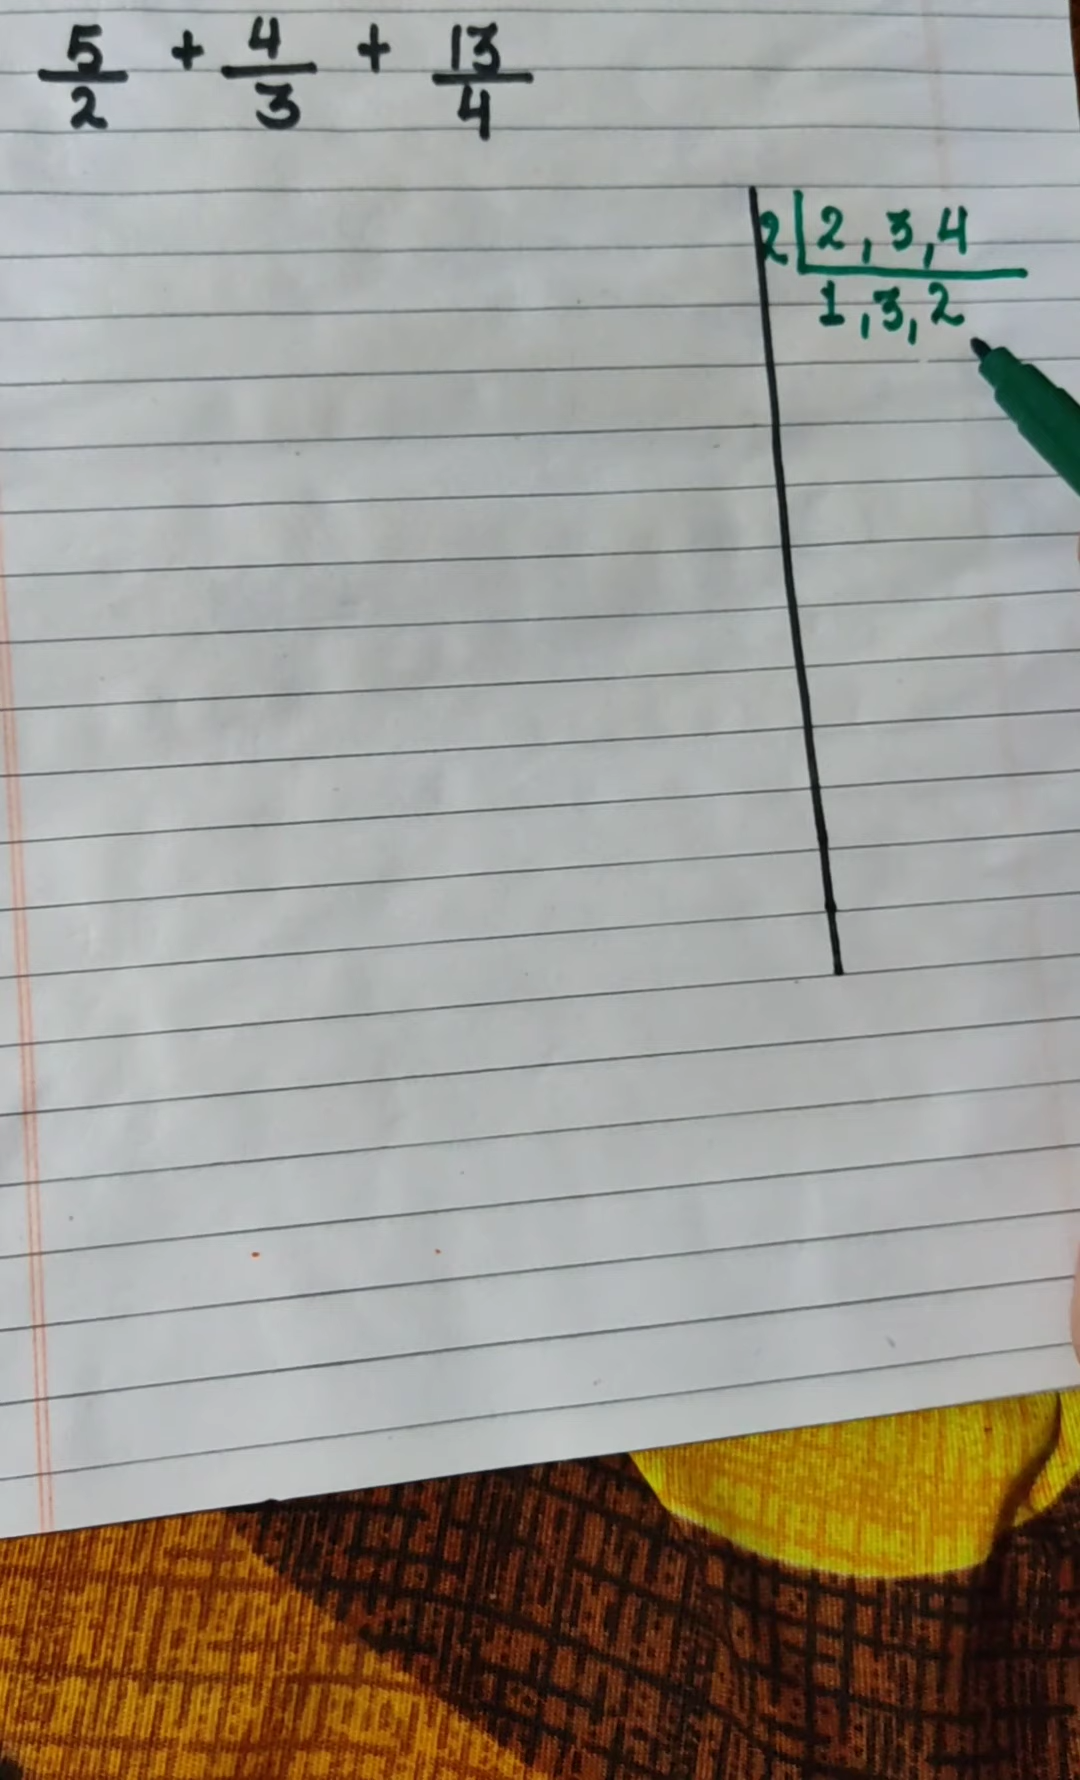 5/2 + 4/3 + 13/4
2 | 2, 3, 4
1, 3, 2